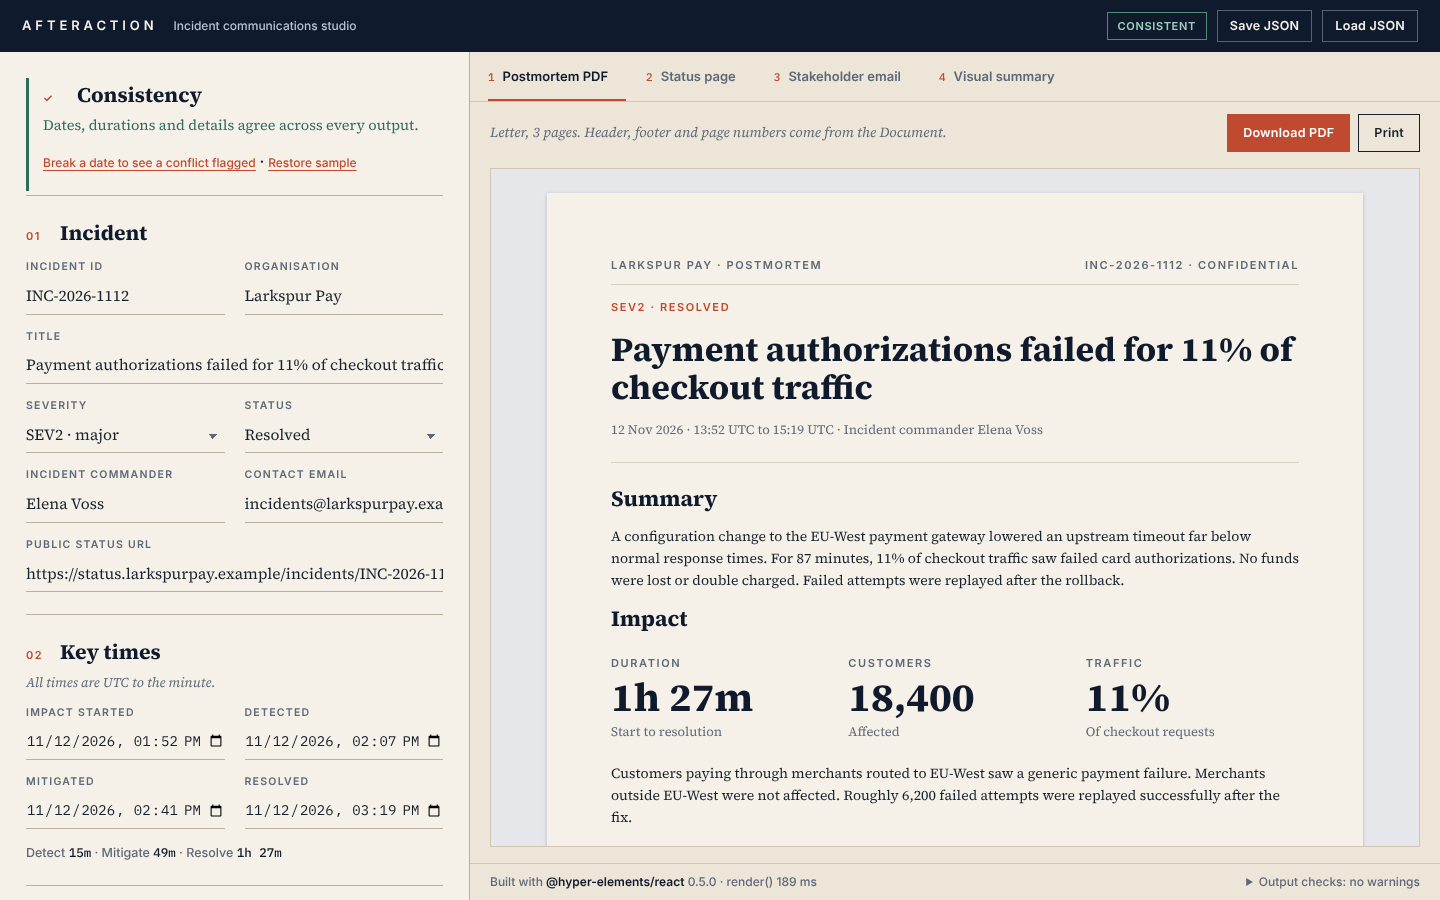 AFTERACTION Incident communications studio CONSISTENT Save JSON Load JSON
Consistency
Dates, durations and details agree across every output.
Break a date to see a conflict flagged · Restore sample
01 Incident
INCIDENT ID ORGANISATION
INC-2026-1112 Larkspur Pay
TITLE
Payment authorizations failed for 11% of checkout traffic
SEVERITY STATUS
SEV2 · major Resolved
INCIDENT COMMANDER CONTACT EMAIL
Elena Voss incidents@larkspurpay.exa
PUBLIC STATUS URL
https://status.larkspurpay.example/incidents/INC-2026-11
02 Key times
All times are UTC to the minute.
IMPACT STARTED DETECTED
11/12/2026, 01:52 PM 11/12/2026, 02:07 PM
MITIGATED RESOLVED
11/12/2026, 02:41 PM 11/12/2026, 03:19 PM
Detect 15m · Mitigate 49m · Resolve 1h 27m
1 Postmortem PDF 2 Status page 3 Stakeholder email 4 Visual summary
Letter, 3 pages. Header, footer and page numbers come from the Document. Download PDF Print
LARKSPUR PAY · POSTMORTEM INC-2026-1112 · CONFIDENTIAL
SEV2 · RESOLVED
Payment authorizations failed for 11% of
checkout traffic
12 Nov 2026 · 13:52 UTC to 15:19 UTC · Incident commander Elena Voss
Summary
A configuration change to the EU-West payment gateway lowered an upstream timeout far below
normal response times. For 87 minutes, 11% of checkout traffic saw failed card authorizations. No funds
were lost or double charged. Failed attempts were replayed after the rollback.
Impact
DURATION CUSTOMERS TRAFFIC
1h 27m 18,400 11%
Start to resolution Affected Of checkout requests
Customers paying through merchants routed to EU-West saw a generic payment failure. Merchants
outside EU-West were not affected. Roughly 6,200 failed attempts were replayed successfully after the
fix.
Built with @hyper-elements/react 0.5.0 · render() 189 ms Output checks: no warnings